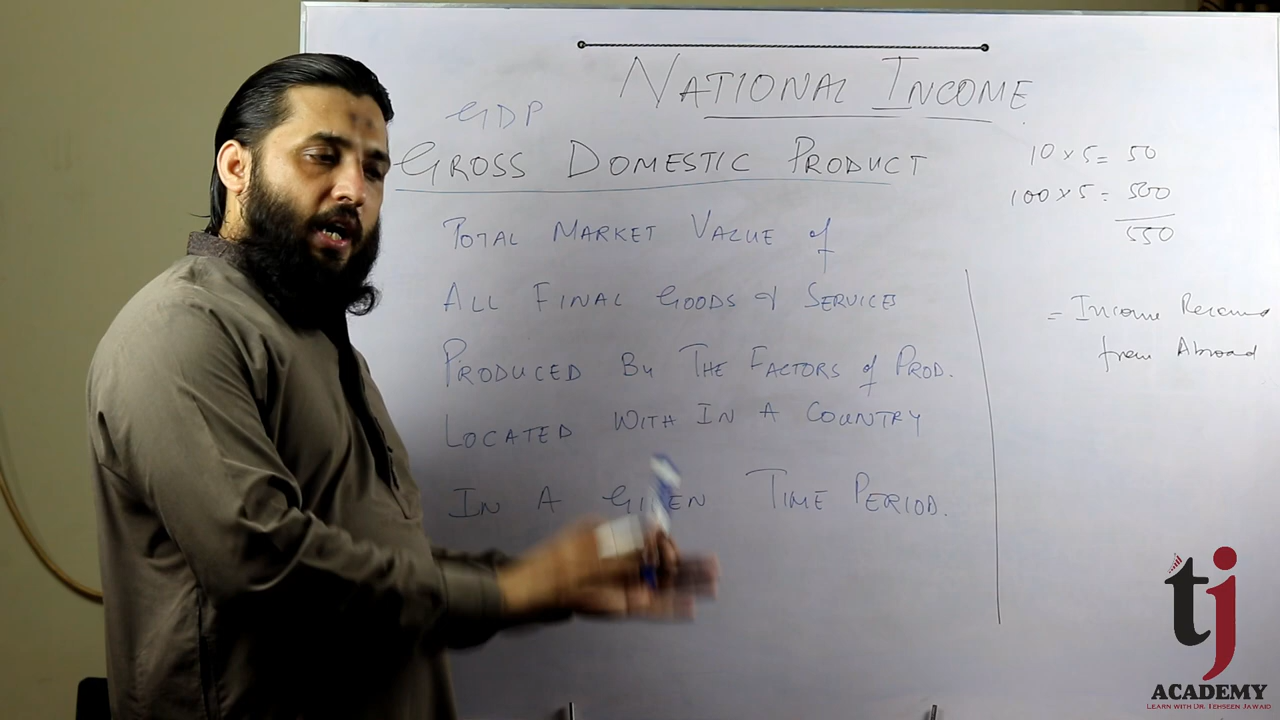 NATIONAL INCOME
GDP
GROSS DOMESTIC PRODUCT
TOTAL MARKET VALUE of
ALL FINAL GOODS & SERVICES
PRODUCED By THE FACTORS of PROD.
LOCATED WITH IN A COUNTRY
IN A GIVEN TIME PERIOD.
10 x 5 = 50
100 x 5 = 500
550
= Income
from Abroad
tj
ACADEMY
LEARN WITH DR. TEHSEEN JAWAID